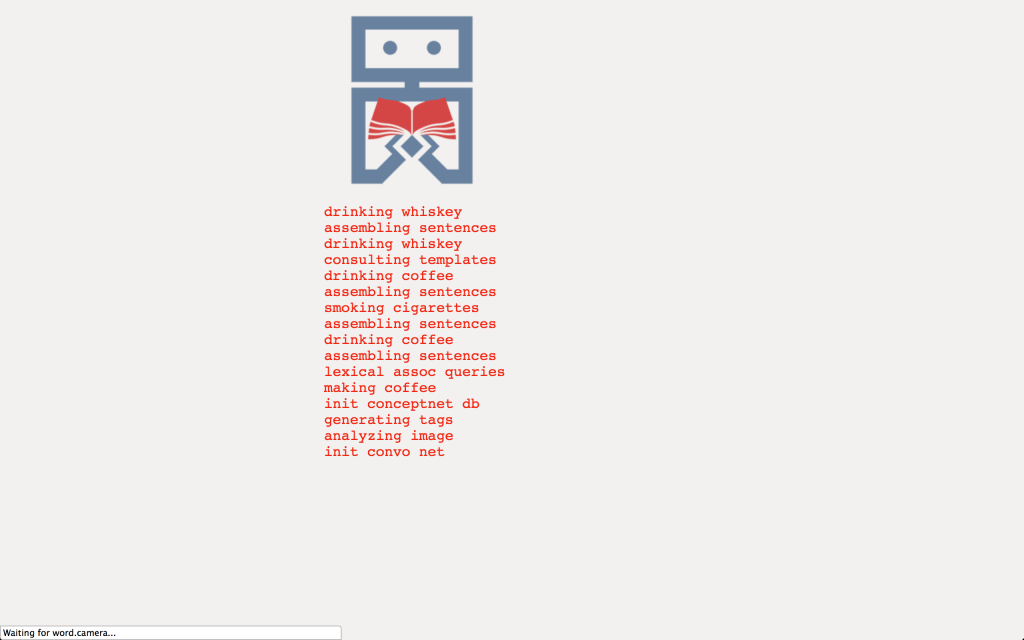 drinking whiskey
assembling sentences
drinking whiskey
consulting templates
drinking coffee
assembling sentences
smoking cigarettes
assembling sentences
drinking coffee
assembling sentences
lexical assoc queries
making coffee
init conceptnet db
generating tags
analyzing image
init convo net
Waiting for word.camera...